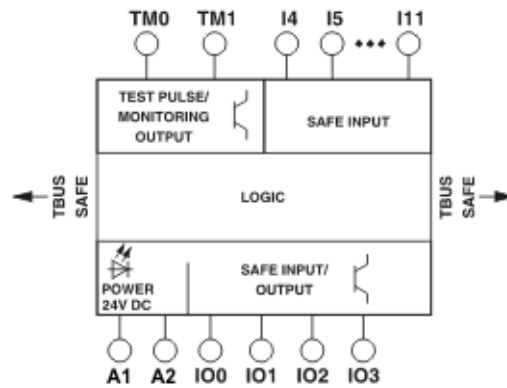 TM0 TM1 I4 I5 ••• I11
TEST PULSE/
MONITORING
OUTPUT
SAFE INPUT
TBUS
SAFE
LOGIC
TBUS
SAFE
POWER
24V DC
SAFE INPUT/
OUTPUT
A1 A2 IO0 IO1 IO2 IO3